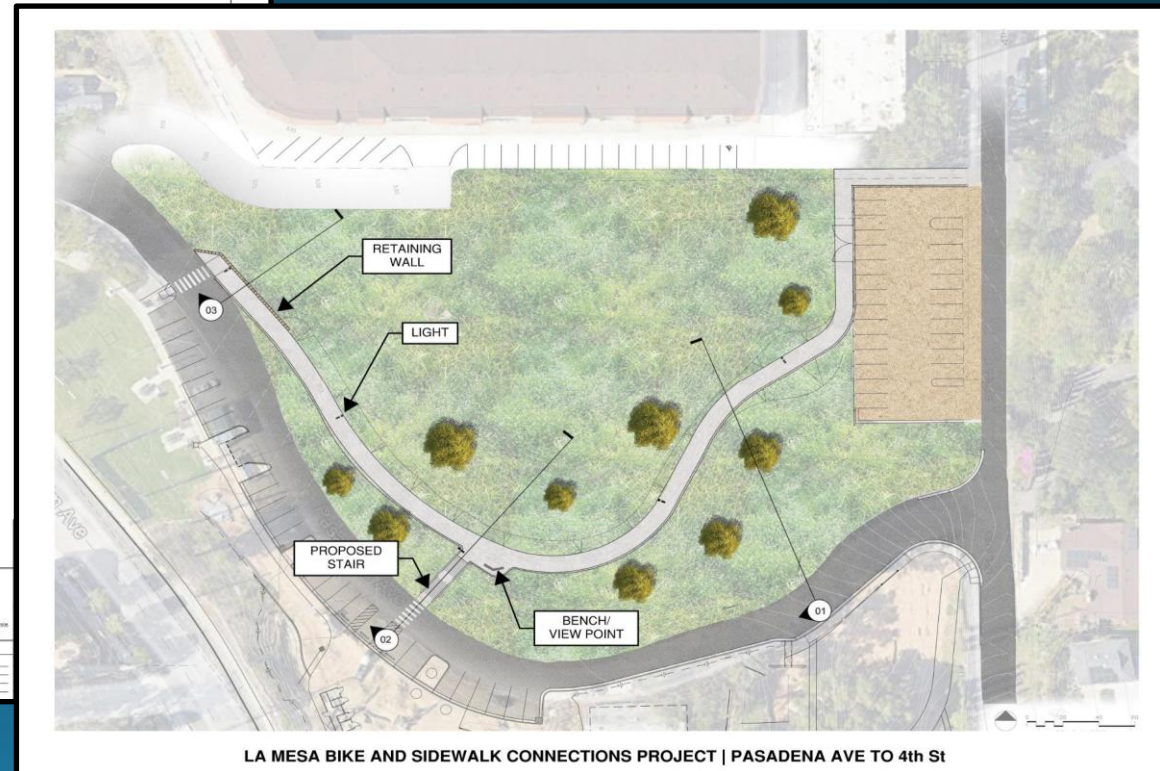 RETAINING
WALL
03
LIGHT
PROPOSED
STAIR
02
BENCH/
VIEW POINT
01
LA MESA BIKE AND SIDEWALK CONNECTIONS PROJECT | PASADENA AVE TO 4th St